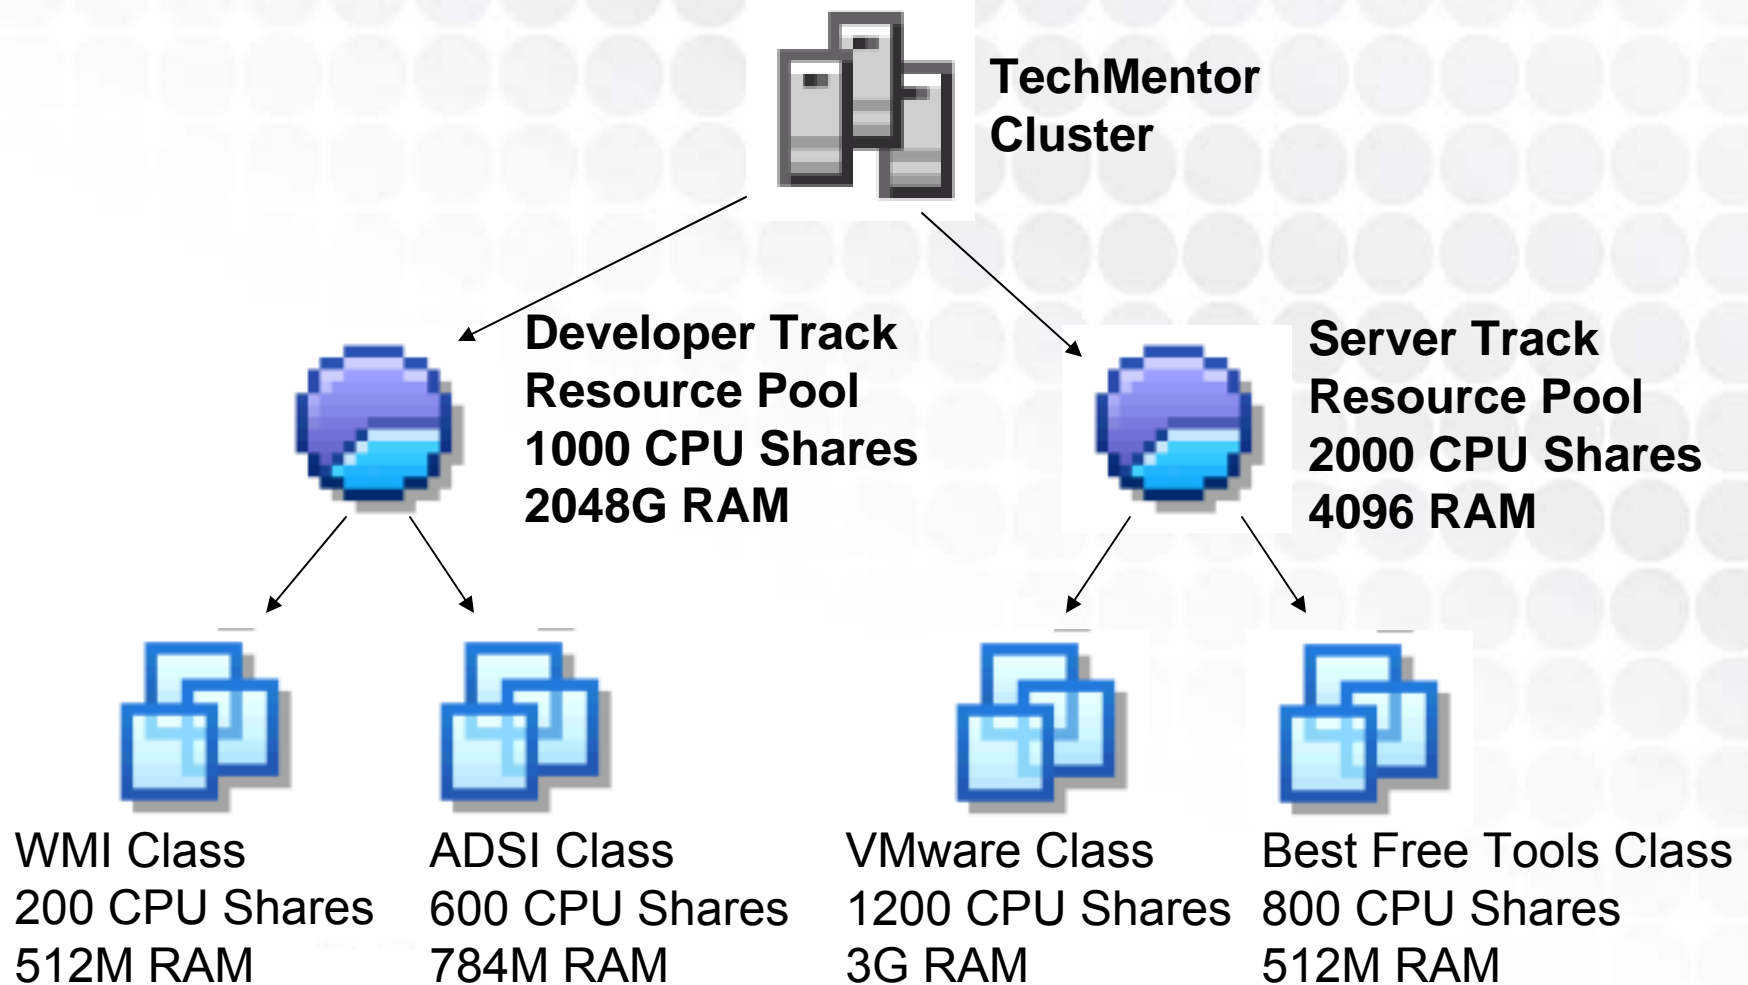 TechMentor
Cluster
Developer Track
Resource Pool
1000 CPU Shares
2048G RAM
Server Track
Resource Pool
2000 CPU Shares
4096 RAM
WMI Class
200 CPU Shares
512M RAM
ADSI Class
600 CPU Shares
784M RAM
VMware Class
1200 CPU Shares
3G RAM
Best Free Tools Class
800 CPU Shares
512M RAM